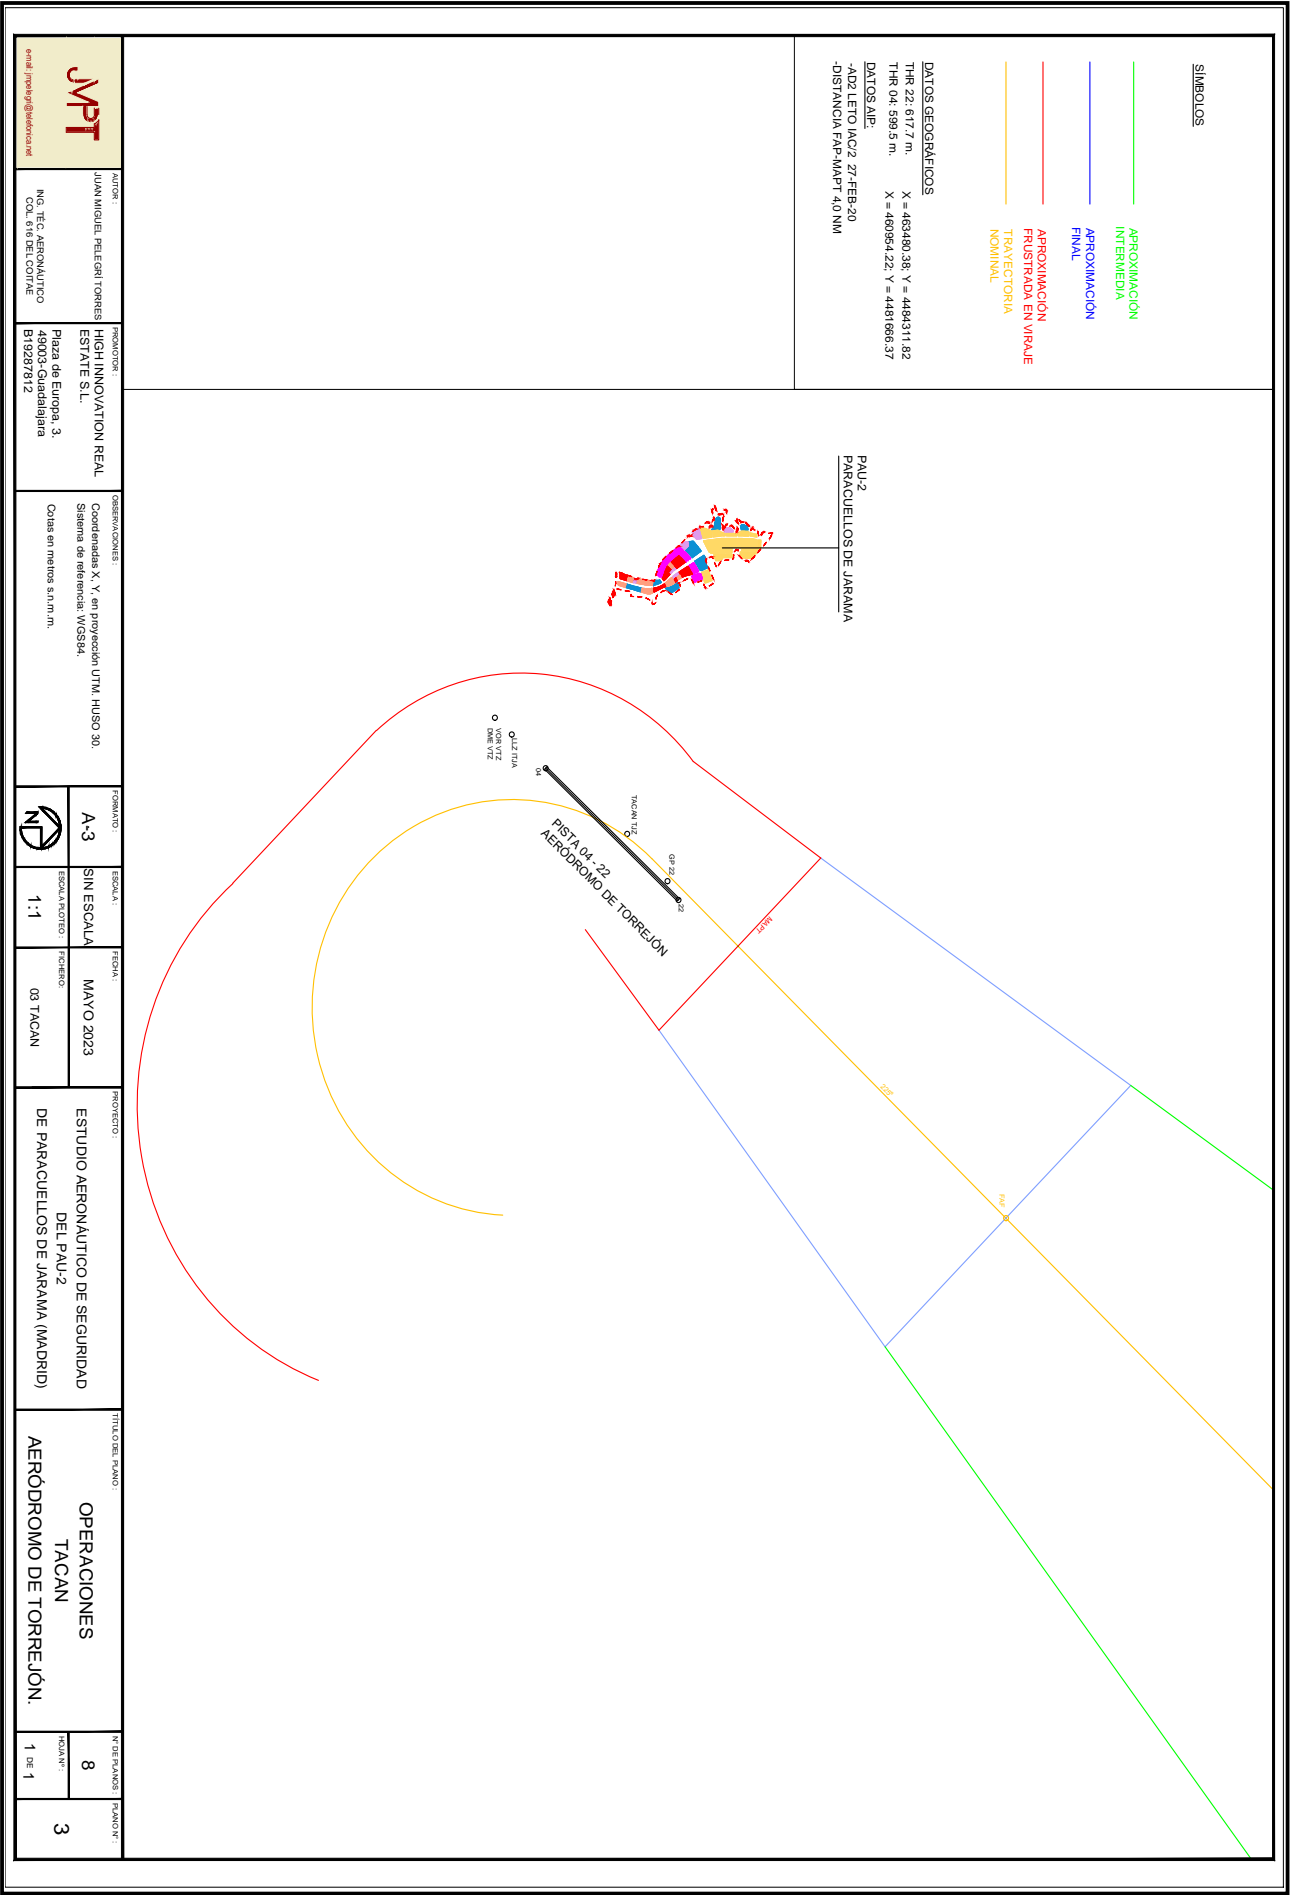 SÍMBOLOS
APROXIMACIÓN
INTERMEDIA
APROXIMACIÓN
FINAL
APROXIMACIÓN
FRUSTRADA EN VIRAJE
TRAYECTORIA
NOMINAL
DATOS GEOGRÁFICOS
THR 22: 617.7 m. X = 463480.38; Y = 4484311.82
THR 04: 599.5 m. X = 460954.22; Y = 4481666.37
DATOS AIP:
-AD2 LETO IAC/2 27-FEB-20
-DISTANCIA FAP-MAPT 4,0 NM
PAU-2
PARACUELLOS DE JARAMA
FAP
228º
MAPT
22
GP 22
TACAN TJZ
PISTA 04 - 22
AERÓDROMO DE TORREJÓN
04
LLZ ITJA
VOR VTZ
DME VTZ
JMPT
e-mail: jmpelegri@telefonica.net
AUTOR :
JUAN MIGUEL PELEGRÍ TORRES
ING. TÉC. AERONÁUTICO
COL. 616 DEL COITAE
PROMOTOR :
HIGH INNOVATION REAL
ESTATE S.L.
Plaza de Europa, 3.
49003-Guadalajara
B19287812
OBSERVACIONES :
Coordenadas X, Y, en proyección UTM. HUSO 30.
Sistema de referencia: WGS84.
Cotas en metros s.n.m.m.
FORMATO :
A-3
N
ESCALA :
SIN ESCALA
ESCALA PLOTEO :
1:1
FECHA :
MAYO 2023
FICHERO:
03 TACAN
PROYECTO :
ESTUDIO AERONÁUTICO DE SEGURIDAD
DEL PAU-2
DE PARACUELLOS DE JARAMA (MADRID)
TÍTULO DEL PLANO :
OPERACIONES
TACAN
AERÓDROMO DE TORREJÓN.
Nº DE PLANOS :
8
HOJA Nº :
1 DE 1
PLANO Nº :
3